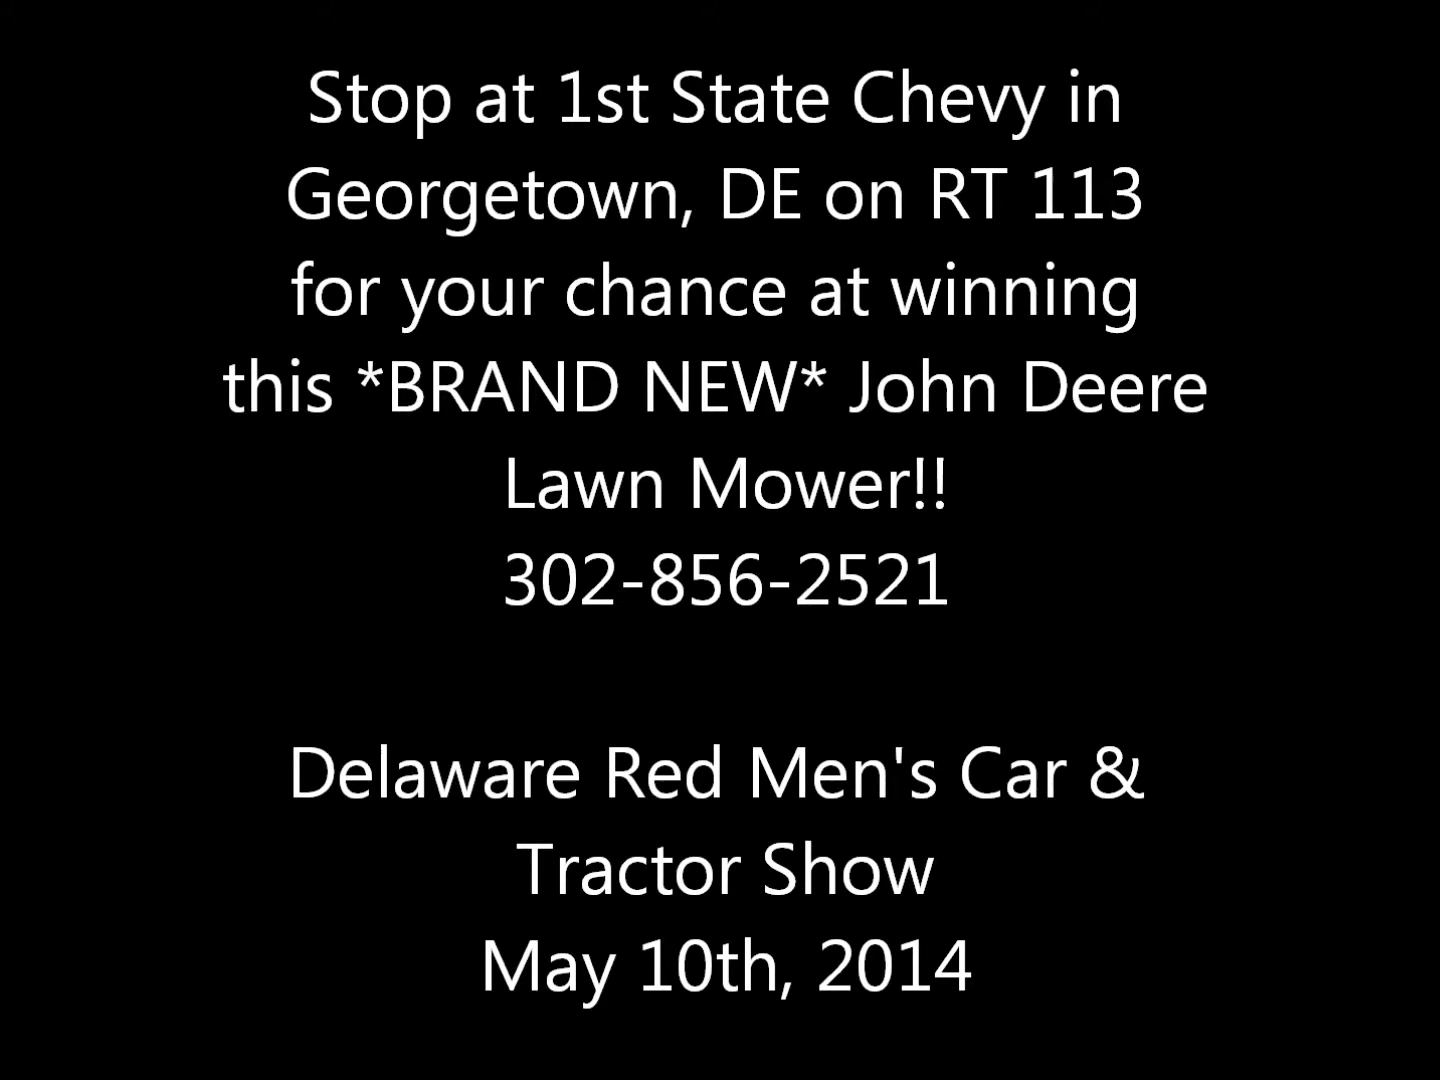 Stop at 1st State Chevy in
Georgetown, DE on RT 113
for your chance at winning
this *BRAND NEW* John Deere
Lawn Mower!!
302-856-2521
Delaware Red Men's Car &
Tractor Show
May 10th, 2014